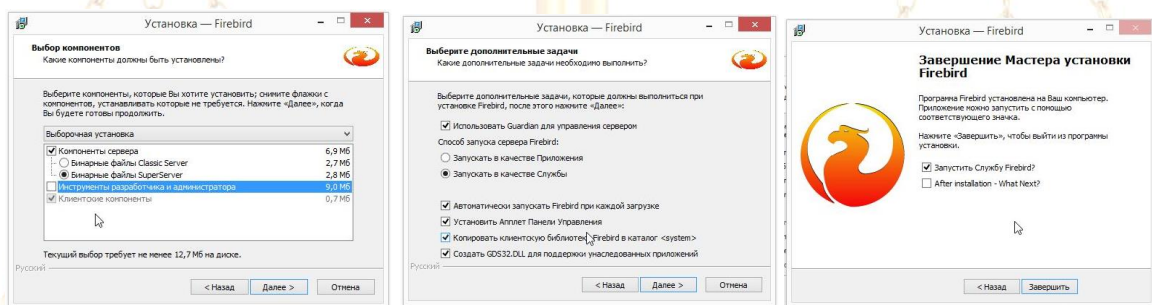 Установка — Firebird
Выбор компонентов
Какие компоненты должны быть установлены?
Выберите компоненты, которые Вы хотите установить; снимите флажки с
компонентов, устанавливать которые не требуется. Нажмите «Далее», когда
Вы будете готовы продолжить.
Выборочная установка
Компоненты сервера 6,9 Мб
Бинарные файлы Classic Server 2,7 Мб
Бинарные файлы SuperServer 2,8 Мб
Инструменты разработчика и администратора 9,0 Мб
Клиентские компоненты 0,7 Мб
Текущий выбор требует не менее 12,7 Мб на диске.
Русский
< Назад Далее > Отмена
Установка — Firebird
Выберите дополнительные задачи
Какие дополнительные задачи необходимо выполнить?
Выберите дополнительные задачи, которые должны выполниться при
установке Firebird, после этого нажмите «Далее»:
Использовать Guardian для управления сервером
Способ запуска сервера Firebird:
Запускать в качестве Приложения
Запускать в качестве Службы
Автоматически запускать Firebird при каждой загрузке
Установить Апплет Панели Управления
Копировать клиентскую библиотеку Firebird в каталог <system>
Создать GDS32.DLL для поддержки унаследованных приложений
Русский
< Назад Далее > Отмена
Установка — Firebird
Завершение Мастера установки
Firebird
Программа Firebird установлена на Ваш компьютер.
Приложение можно запустить с помощью
соответствующего значка.
Нажмите «Завершить», чтобы выйти из программы
установки.
Запустить Службу Firebird?
After installation - What Next?
< Назад Завершить